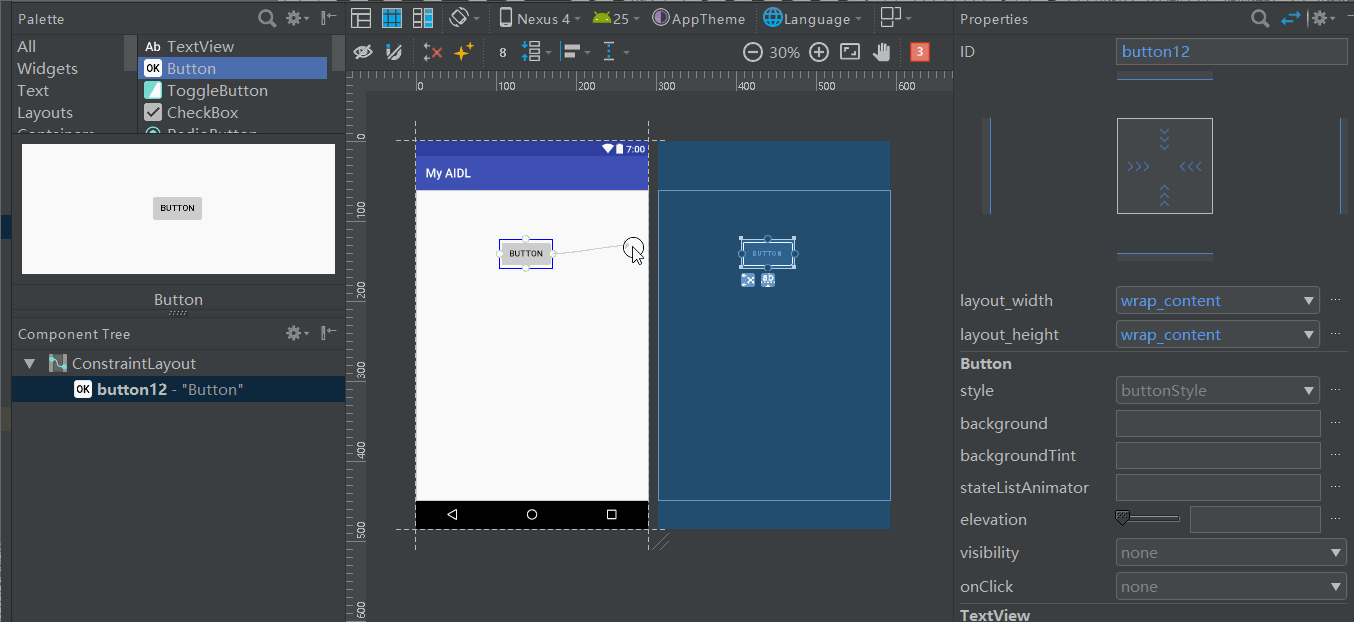 Palette
Nexus 4
25
AppTheme
Language
Properties
All
Widgets
Text
Layouts
Containers
Ab TextView
OK Button
ToggleButton
CheckBox
RadioButton
8
30%
3
ID
button12
0
100
200
300
400
500
600
0
100
200
300
400
500
600
7:00
My AIDL
BUTTON
BUTTON
BUTTON
Button
Component Tree
ConstraintLayout
OK button12 - "Button"
layout_width
wrap_content
layout_height
wrap_content
Button
style
buttonStyle
background
backgroundTint
stateListAnimator
elevation
visibility
none
onClick
none
TextView